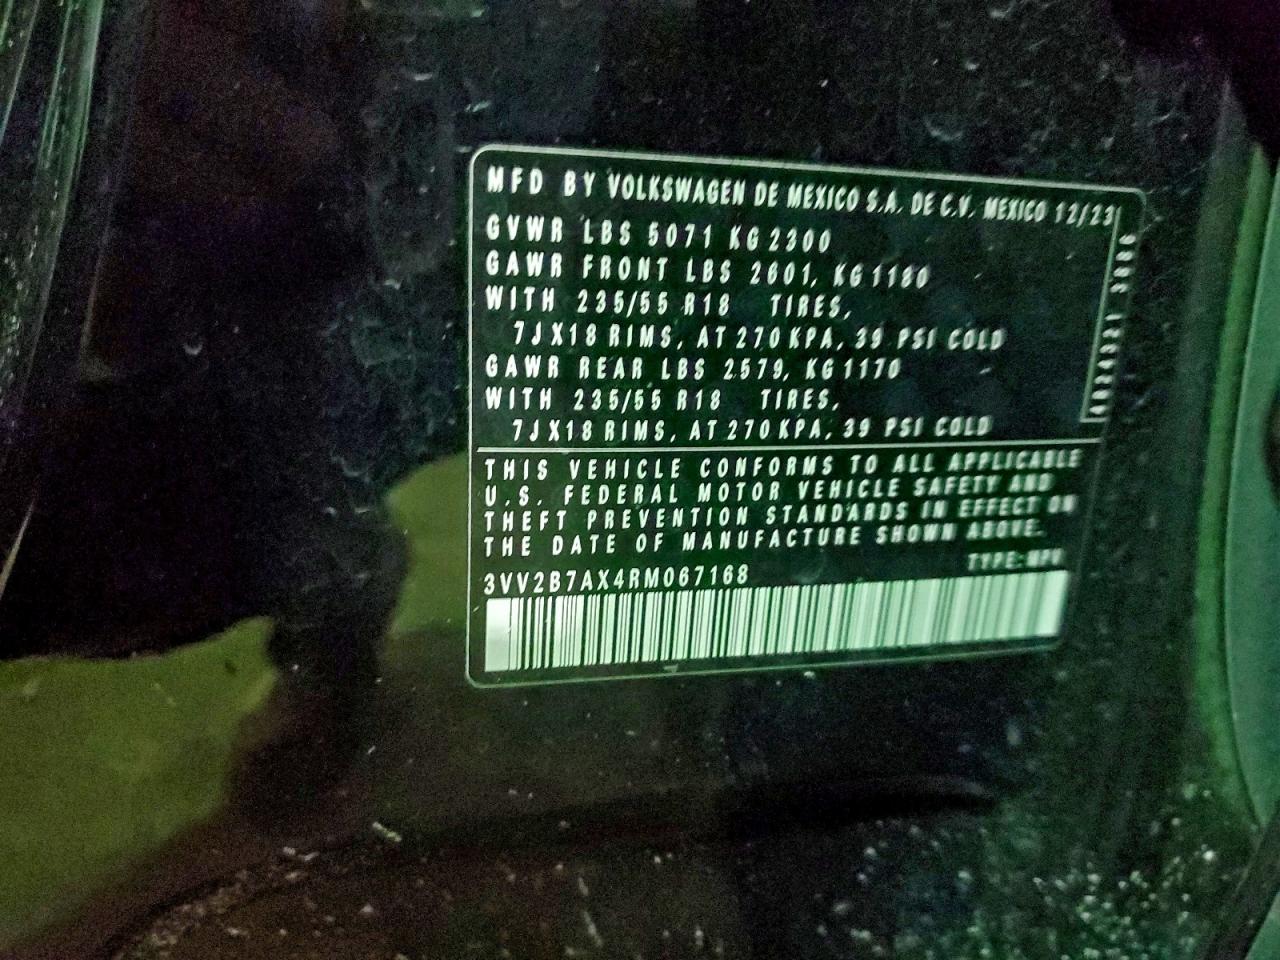 MFD BY VOLKSWAGEN DE MEXICO S.A. DE C.V. MEXICO 12/23
GVWR LBS 5071 KG 2300
GAWR FRONT LBS 2601, KG 1180
WITH 235/55 R18 TIRES,
7JX18 RIMS, AT 270 KPA, 39 PSI COLD
GAWR REAR LBS 2579, KG 1170
WITH 235/55 R18 TIRES,
7JX18 RIMS, AT 270 KPA, 39 PSI COLD
THIS VEHICLE CONFORMS TO ALL APPLICABLE
U.S. FEDERAL MOTOR VEHICLE SAFETY AND
THEFT PREVENTION STANDARDS IN EFFECT ON
THE DATE OF MANUFACTURE SHOWN ABOVE.
TYPE: MPV
3VV2B7AX4RM067168